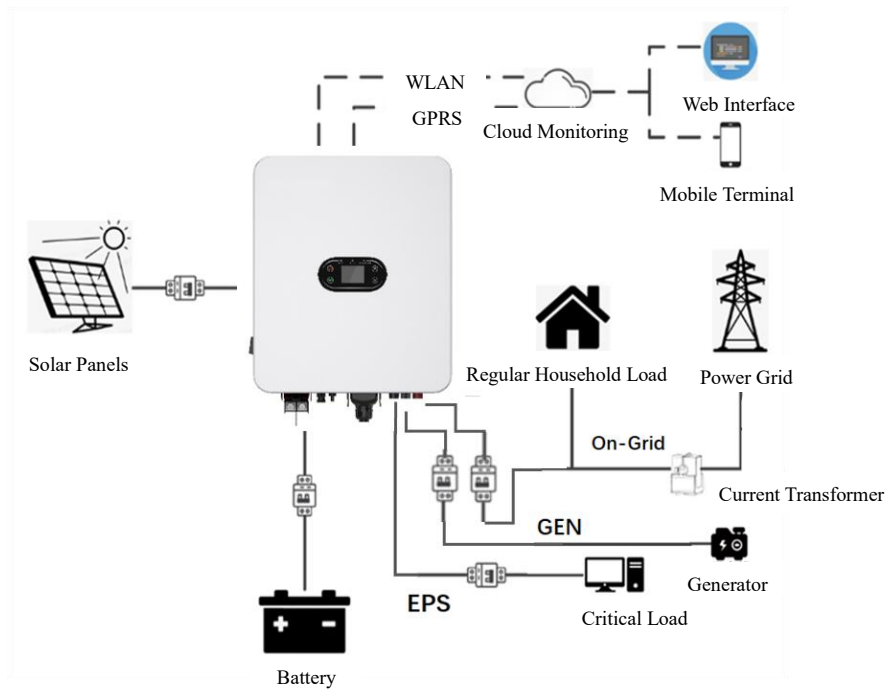 WLAN
GPRS
Cloud Monitoring
Web Interface
Mobile Terminal
Solar Panels
Regular Household Load
Power Grid
On-Grid
Current Transformer
GEN
Generator
EPS
Critical Load
Battery